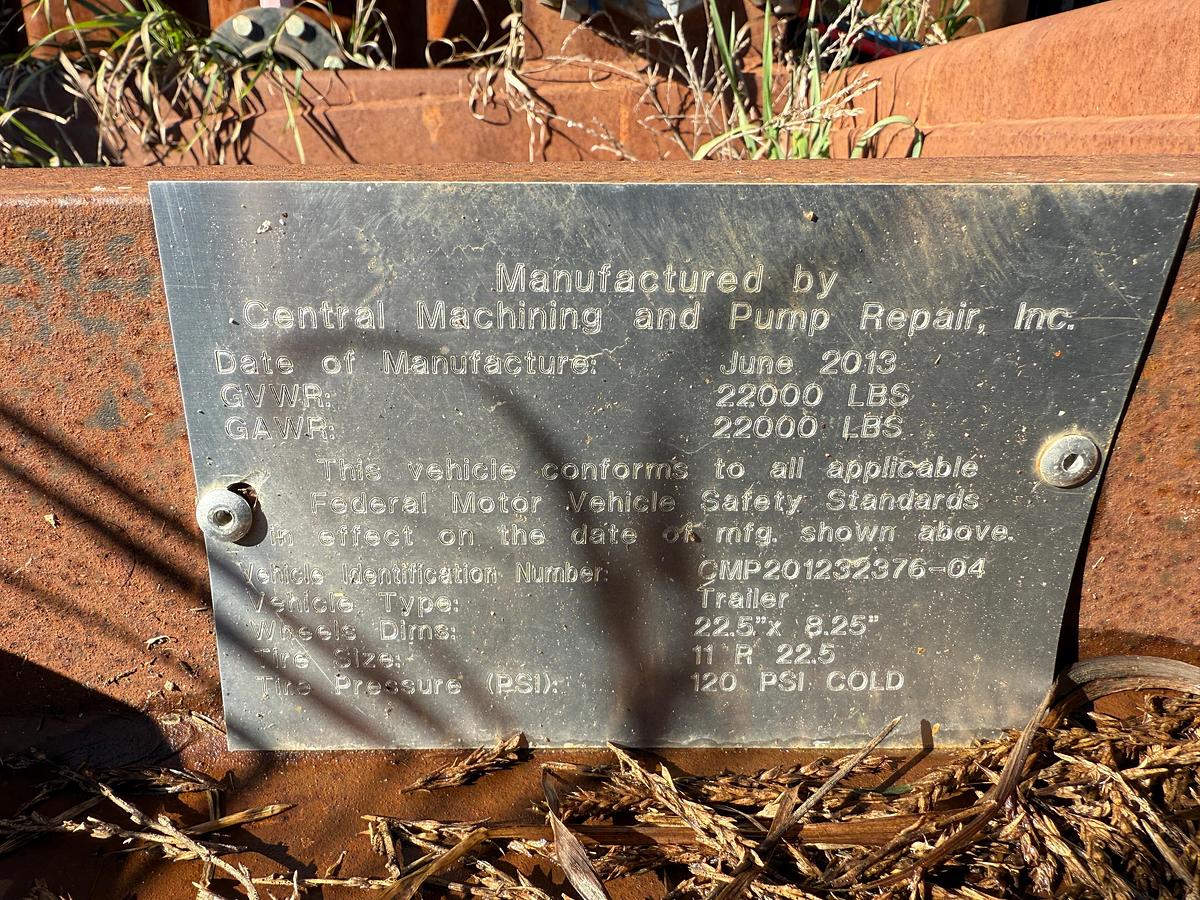 Manufactured by
Central Machining and Pump Repair, Inc.
Date of Manufacture: June 2013
GVWR: 22000 LBS
GAWR: 22000 LBS
This vehicle conforms to all applicable
Federal Motor Vehicle Safety Standards
in effect on the date of mfg. shown above.
Vehicle Identification Number: CMP201232376-04
Vehicle Type: Trailer
Wheels Dims: 22.5"x 8.25"
Tire Size: 11 R 22.5
Tire Pressure (PSI): 120 PSI COLD